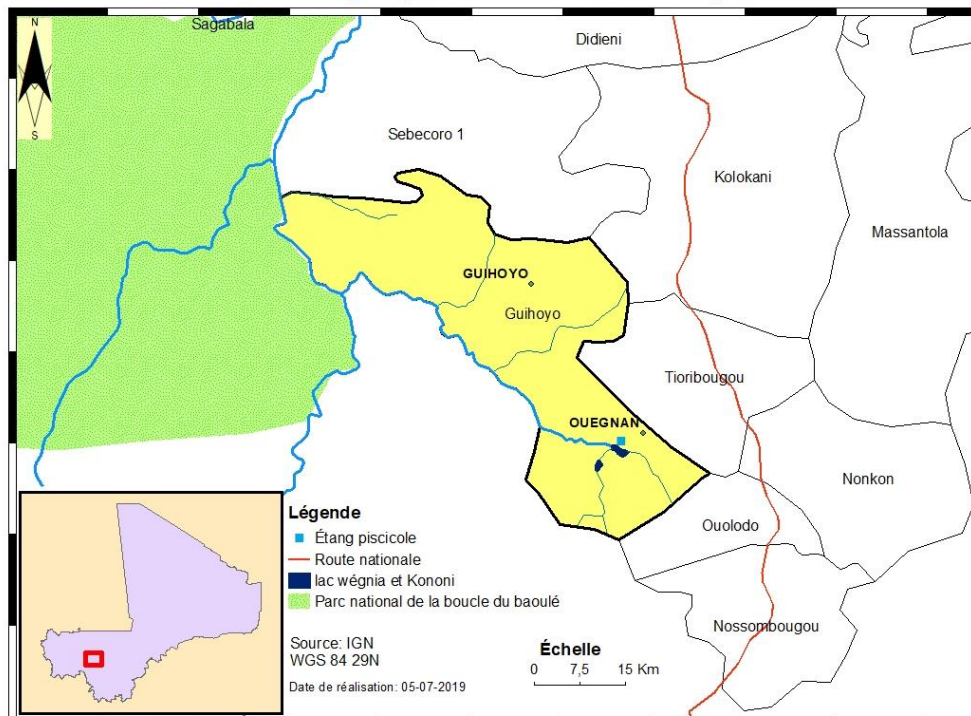 Sagabala
N
Didieni
S
Sebecoro 1
Kolokani
Massantola
GUIHOYO
Guihoyo
Tioribougou
OUEGNAN
Nonkon
Légende
Ouolodo
Étang piscicole
Route nationale
lac wégnia et Kononi
Parc national de la boucle du baoulé
Nossombougou
Source: IGN
WGS 84 29N
Échelle
0 7,5 15 Km
Date de réalisation: 05-07-2019